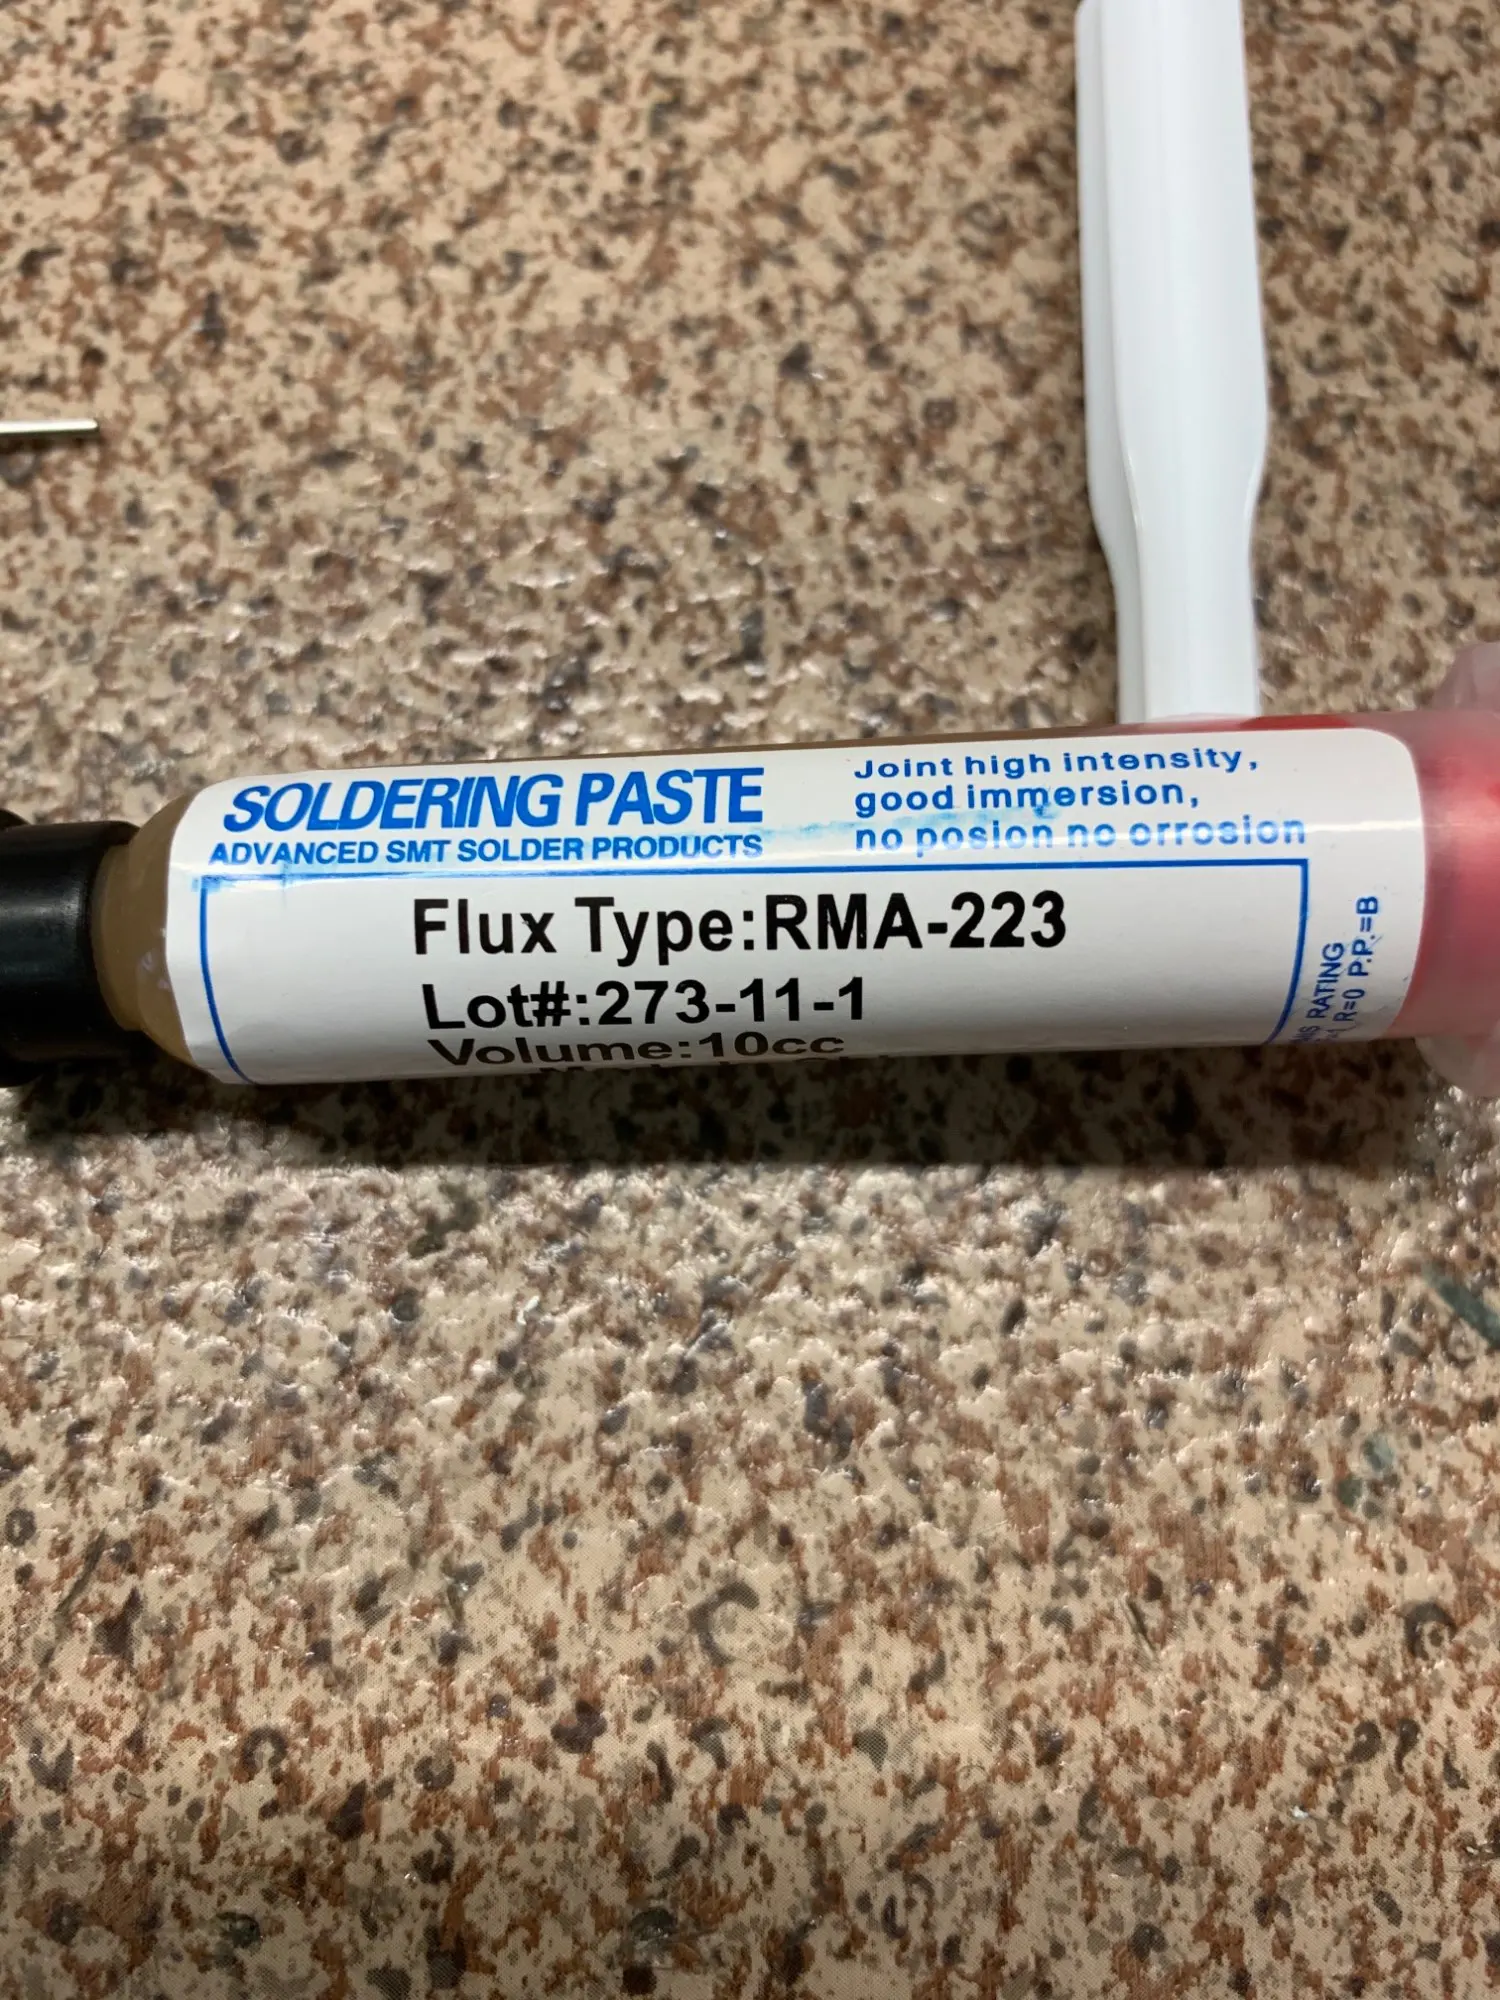 SOLDERING PASTE
ADVANCED SMT SOLDER PRODUCTS
Joint high intensity,
good immersion,
no posion no orrosion
Flux Type:RMA-223
Lot#:273-11-1
Volume:10cc
RATING
R=0 P.P.=B